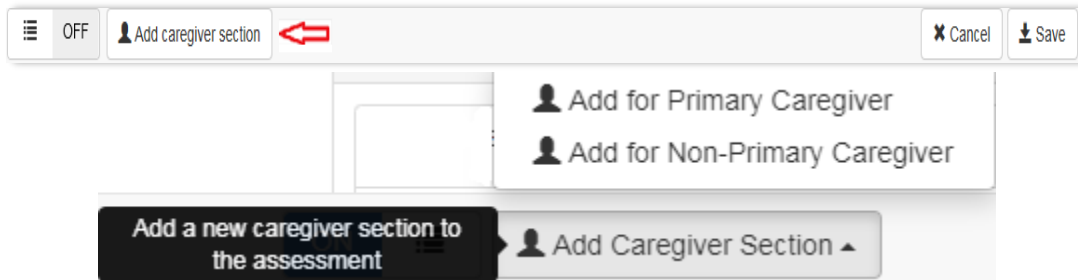 OFF Add caregiver section Cancel Save
Add for Primary Caregiver
Add for Non-Primary Caregiver
Add a new caregiver section to
the assessment
ON Add Caregiver Section